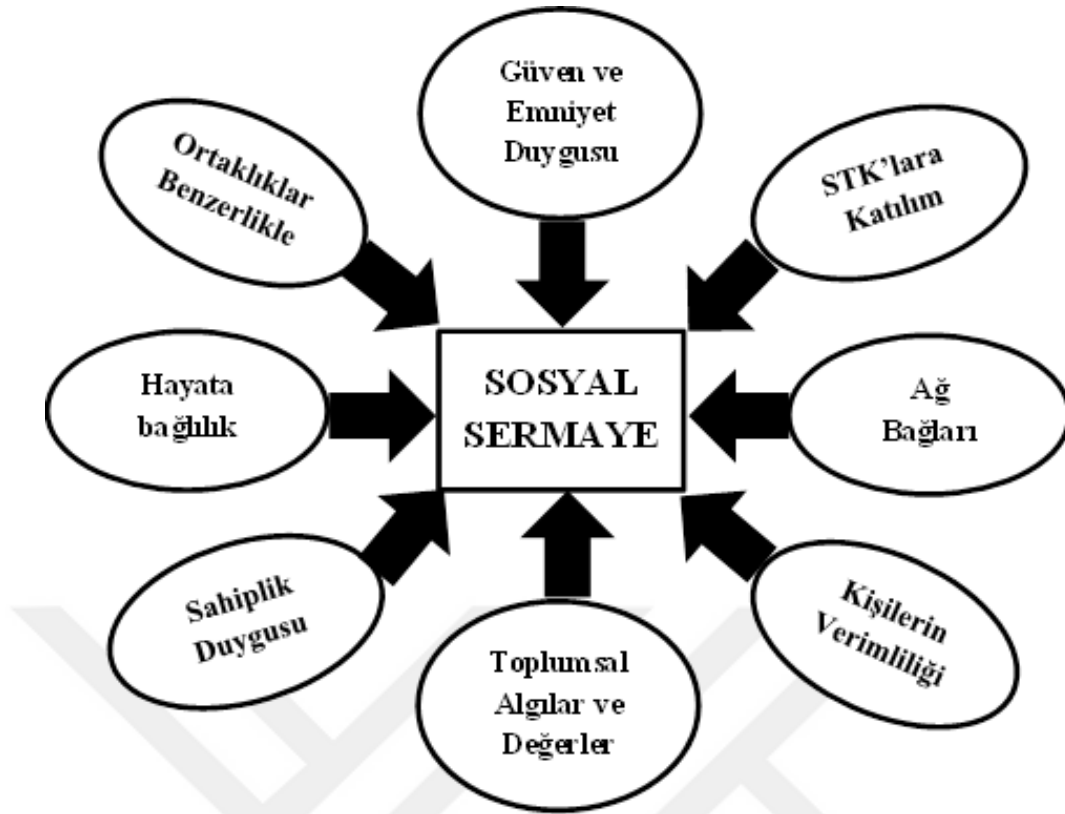 Güven ve
Emniyet
Duygusu
Ortaklıklar
Benzerlikle
STK’lara
Katılım
Hayata
bağlılık
SOSYAL
SERMAYE
Ağ
Bağları
Sahiplik
Duygusu
Toplumsal
Algılar ve
Değerler
Kişilerin
Verimliliği